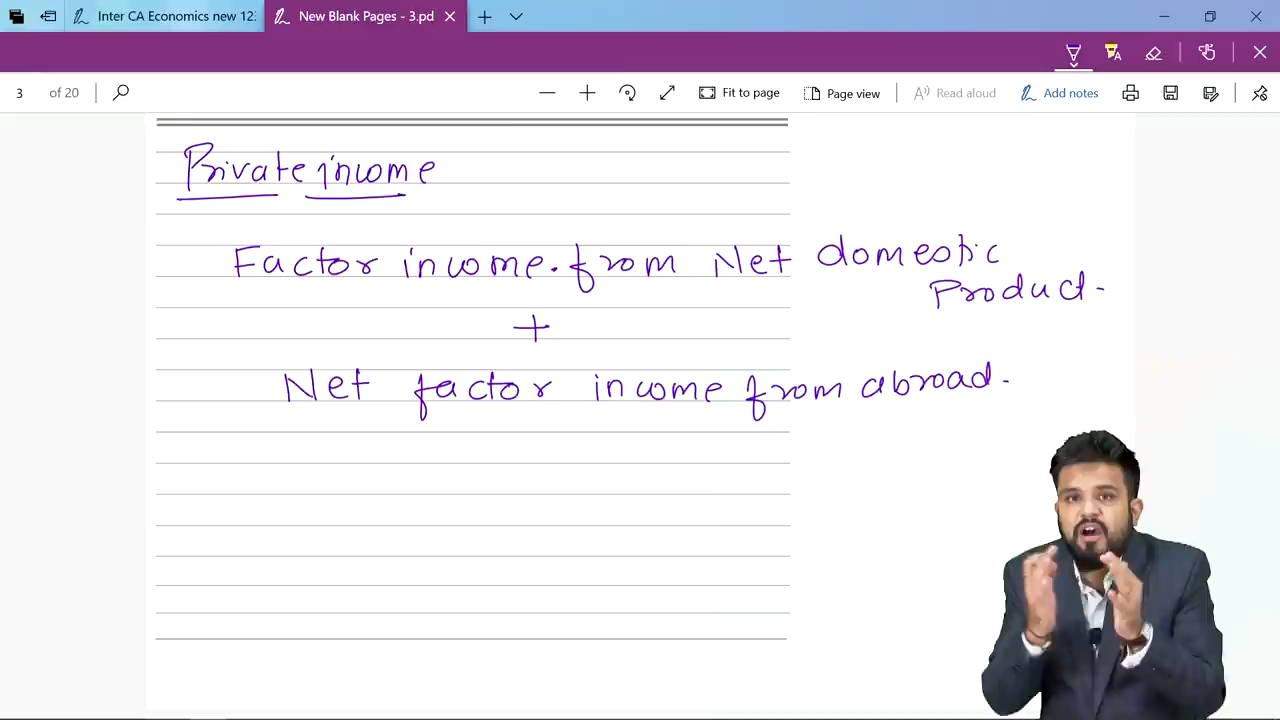 Inter CA Economics new 123
New Blank Pages - 3.pd
3 of 20
Fit to page
Page view
Read aloud
Add notes
Private income
Factor income. from Net domestic
Product.
+
Net factor income from abroad.